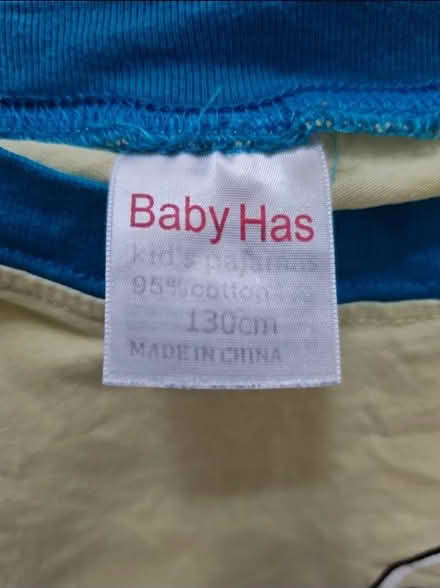 Baby Has
kid's pajamas
95%cotton
130cm
MADE IN CHINA